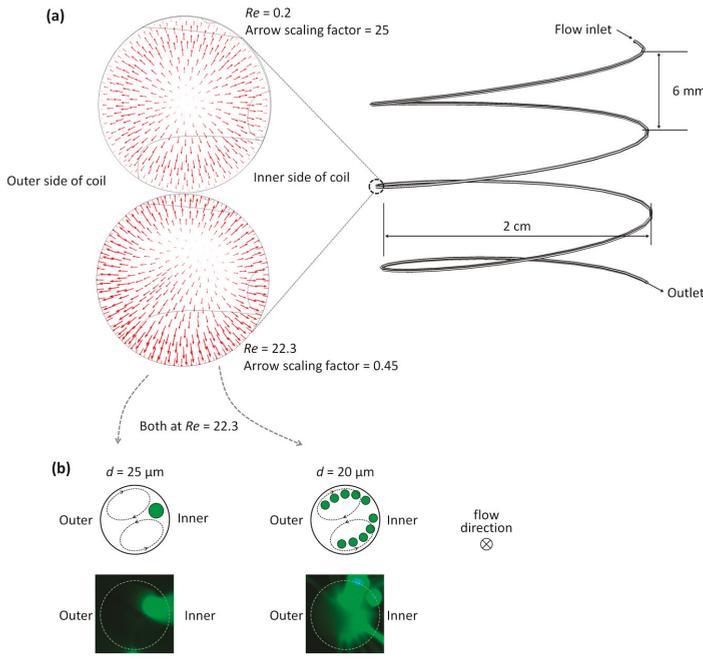 (a)
Re = 0.2
Arrow scaling factor = 25
Flow inlet
6 mm
Outer side of coil
Inner side of coil
2 cm
Outlet
Re = 22.3
Arrow scaling factor = 0.45
Both at Re = 22.3
(b)
d = 25 µm
d = 20 µm
Outer
Inner
Outer
Inner
flow
direction
Outer
Inner
Outer
Inner